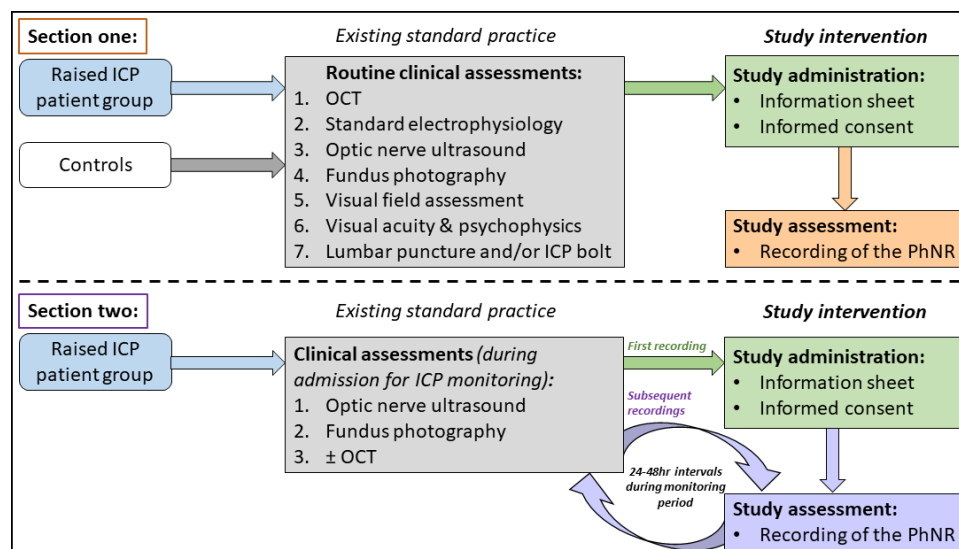 Section one:
Existing standard practice
Study intervention
Raised ICP
patient group
Controls
Routine clinical assessments:
1. OCT
2. Standard electrophysiology
3. Optic nerve ultrasound
4. Fundus photography
5. Visual field assessment
6. Visual acuity & psychophysics
7. Lumbar puncture and/or ICP bolt
Study administration:
• Information sheet
• Informed consent
Study assessment:
• Recording of the PhNR
Section two:
Existing standard practice
Study intervention
Raised ICP
patient group
Clinical assessments (during
admission for ICP monitoring):
1. Optic nerve ultrasound
2. Fundus photography
3. ± OCT
First recording
Subsequent
recordings
24-48hr intervals
during monitoring
period
Study administration:
• Information sheet
• Informed consent
Study assessment:
• Recording of the PhNR